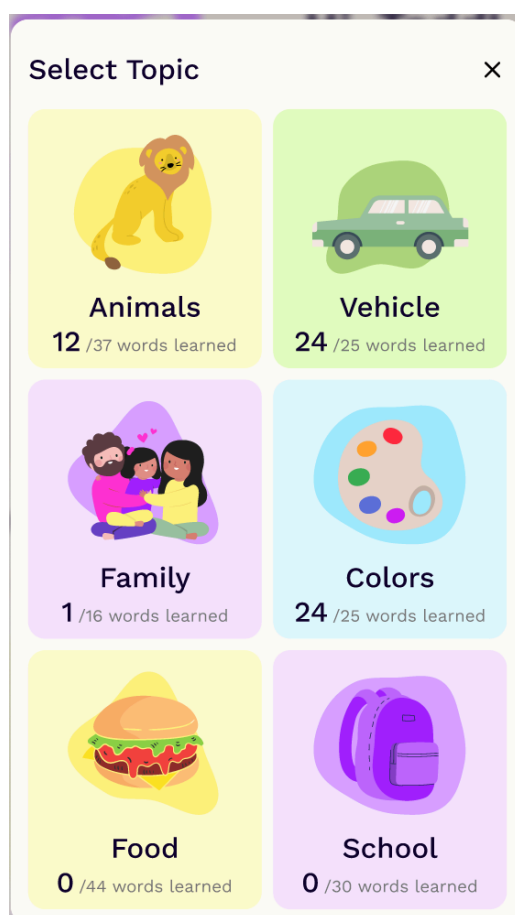 Select Topic
Animals
12 /37 words learned
Vehicle
24 /25 words learned
Family
1 /16 words learned
Colors
24 /25 words learned
Food
0 /44 words learned
School
0 /30 words learned